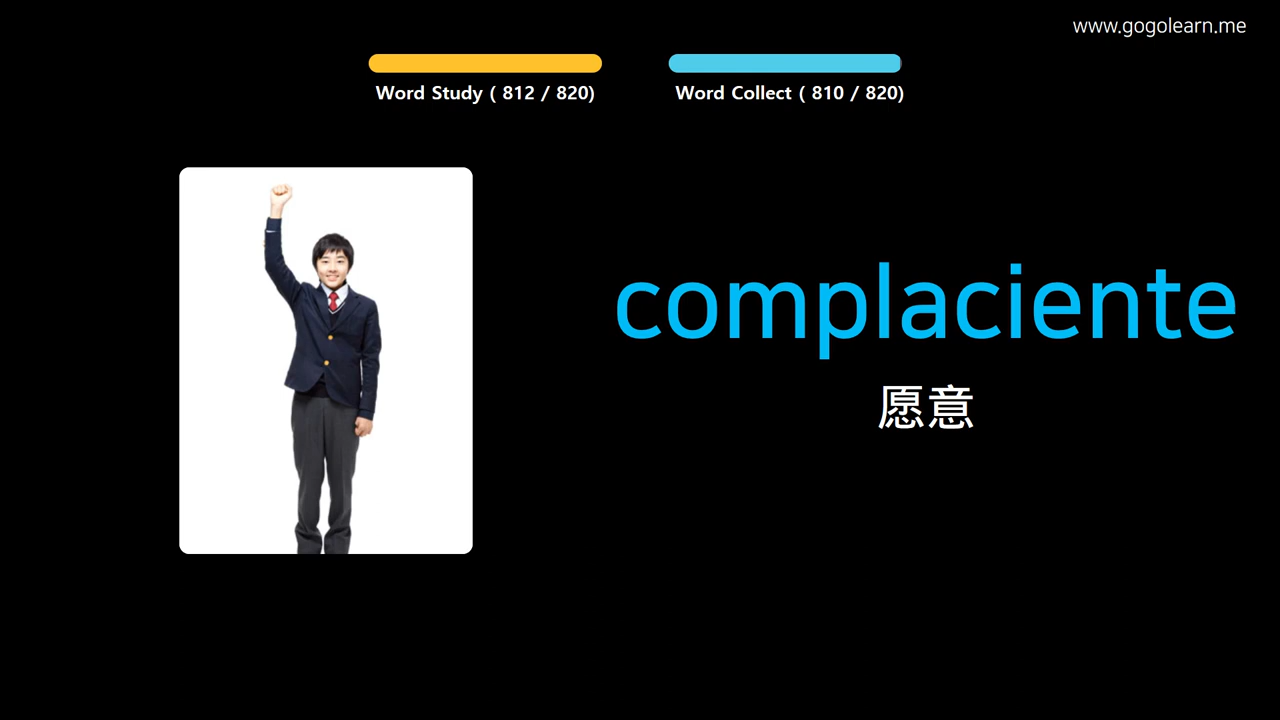 www.gogolearn.me
Word Study ( 812 / 820)
Word Collect ( 810 / 820)
complaciente
愿意